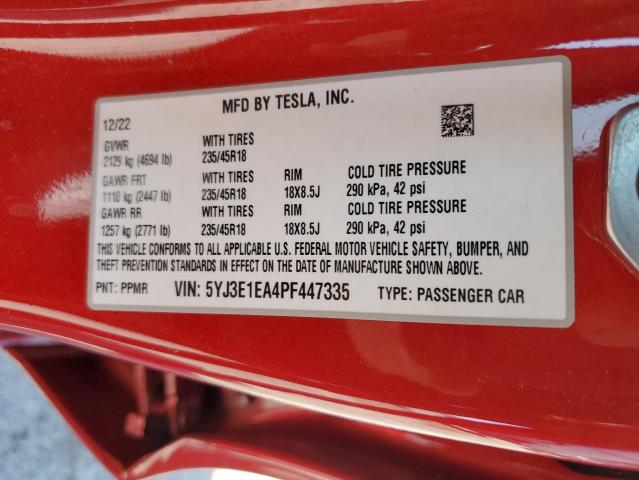 MFD BY TESLA, INC.
12/22
GVWR WITH TIRES
2129 kg (4694 lb) 235/45R18
GAWR FRT WITH TIRES RIM COLD TIRE PRESSURE
1110 kg (2447 lb) 235/45R18 18X8.5J 290 kPa, 42 psi
GAWR RR WITH TIRES RIM COLD TIRE PRESSURE
1257 kg (2771 lb) 235/45R18 18X8.5J 290 kPa, 42 psi
THIS VEHICLE CONFORMS TO ALL APPLICABLE U.S. FEDERAL MOTOR VEHICLE SAFETY, BUMPER, AND
THEFT PREVENTION STANDARDS IN EFFECT ON THE DATE OF MANUFACTURE SHOWN ABOVE.
PNT: PPMR VIN: 5YJ3E1EA4PF447335 TYPE: PASSENGER CAR